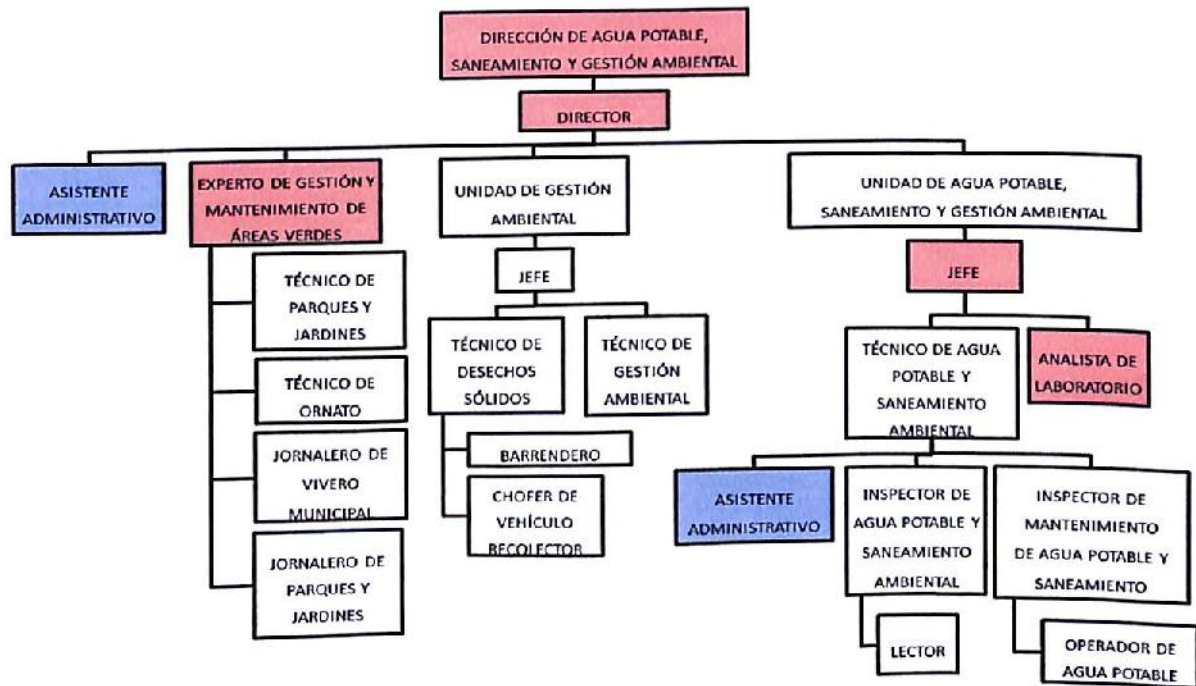 DIRECCIÓN DE AGUA POTABLE,
SANEAMIENTO Y GESTIÓN AMBIENTAL
DIRECTOR
ASISTENTE
ADMINISTRATIVO
EXPERTO DE GESTIÓN Y
MANTENIMIENTO DE
ÁREAS VERDES
TÉCNICO DE
PARQUES Y
JARDINES
TÉCNICO DE
ORNATO
JORNALERO DE
VIVERO
MUNICIPAL
JORNALERO DE
PARQUES Y
JARDINES
UNIDAD DE GESTIÓN
AMBIENTAL
JEFE
TÉCNICO DE
DESECHOS
SÓLIDOS
BARRENDERO
CHOFER DE
VEHÍCULO
RECOLECTOR
TÉCNICO DE
GESTIÓN
AMBIENTAL
UNIDAD DE AGUA POTABLE,
SANEAMIENTO Y GESTIÓN AMBIENTAL
JEFE
TÉCNICO DE AGUA
POTABLE Y
SANEAMIENTO
AMBIENTAL
ANALISTA DE
LABORATORIO
ASISTENTE
ADMINISTRATIVO
INSPECTOR DE
AGUA POTABLE Y
SANEAMIENTO
AMBIENTAL
LECTOR
INSPECTOR DE
MANTENIMIENTO
DE AGUA POTABLE Y
SANEAMIENTO
OPERADOR DE
AGUA POTABLE